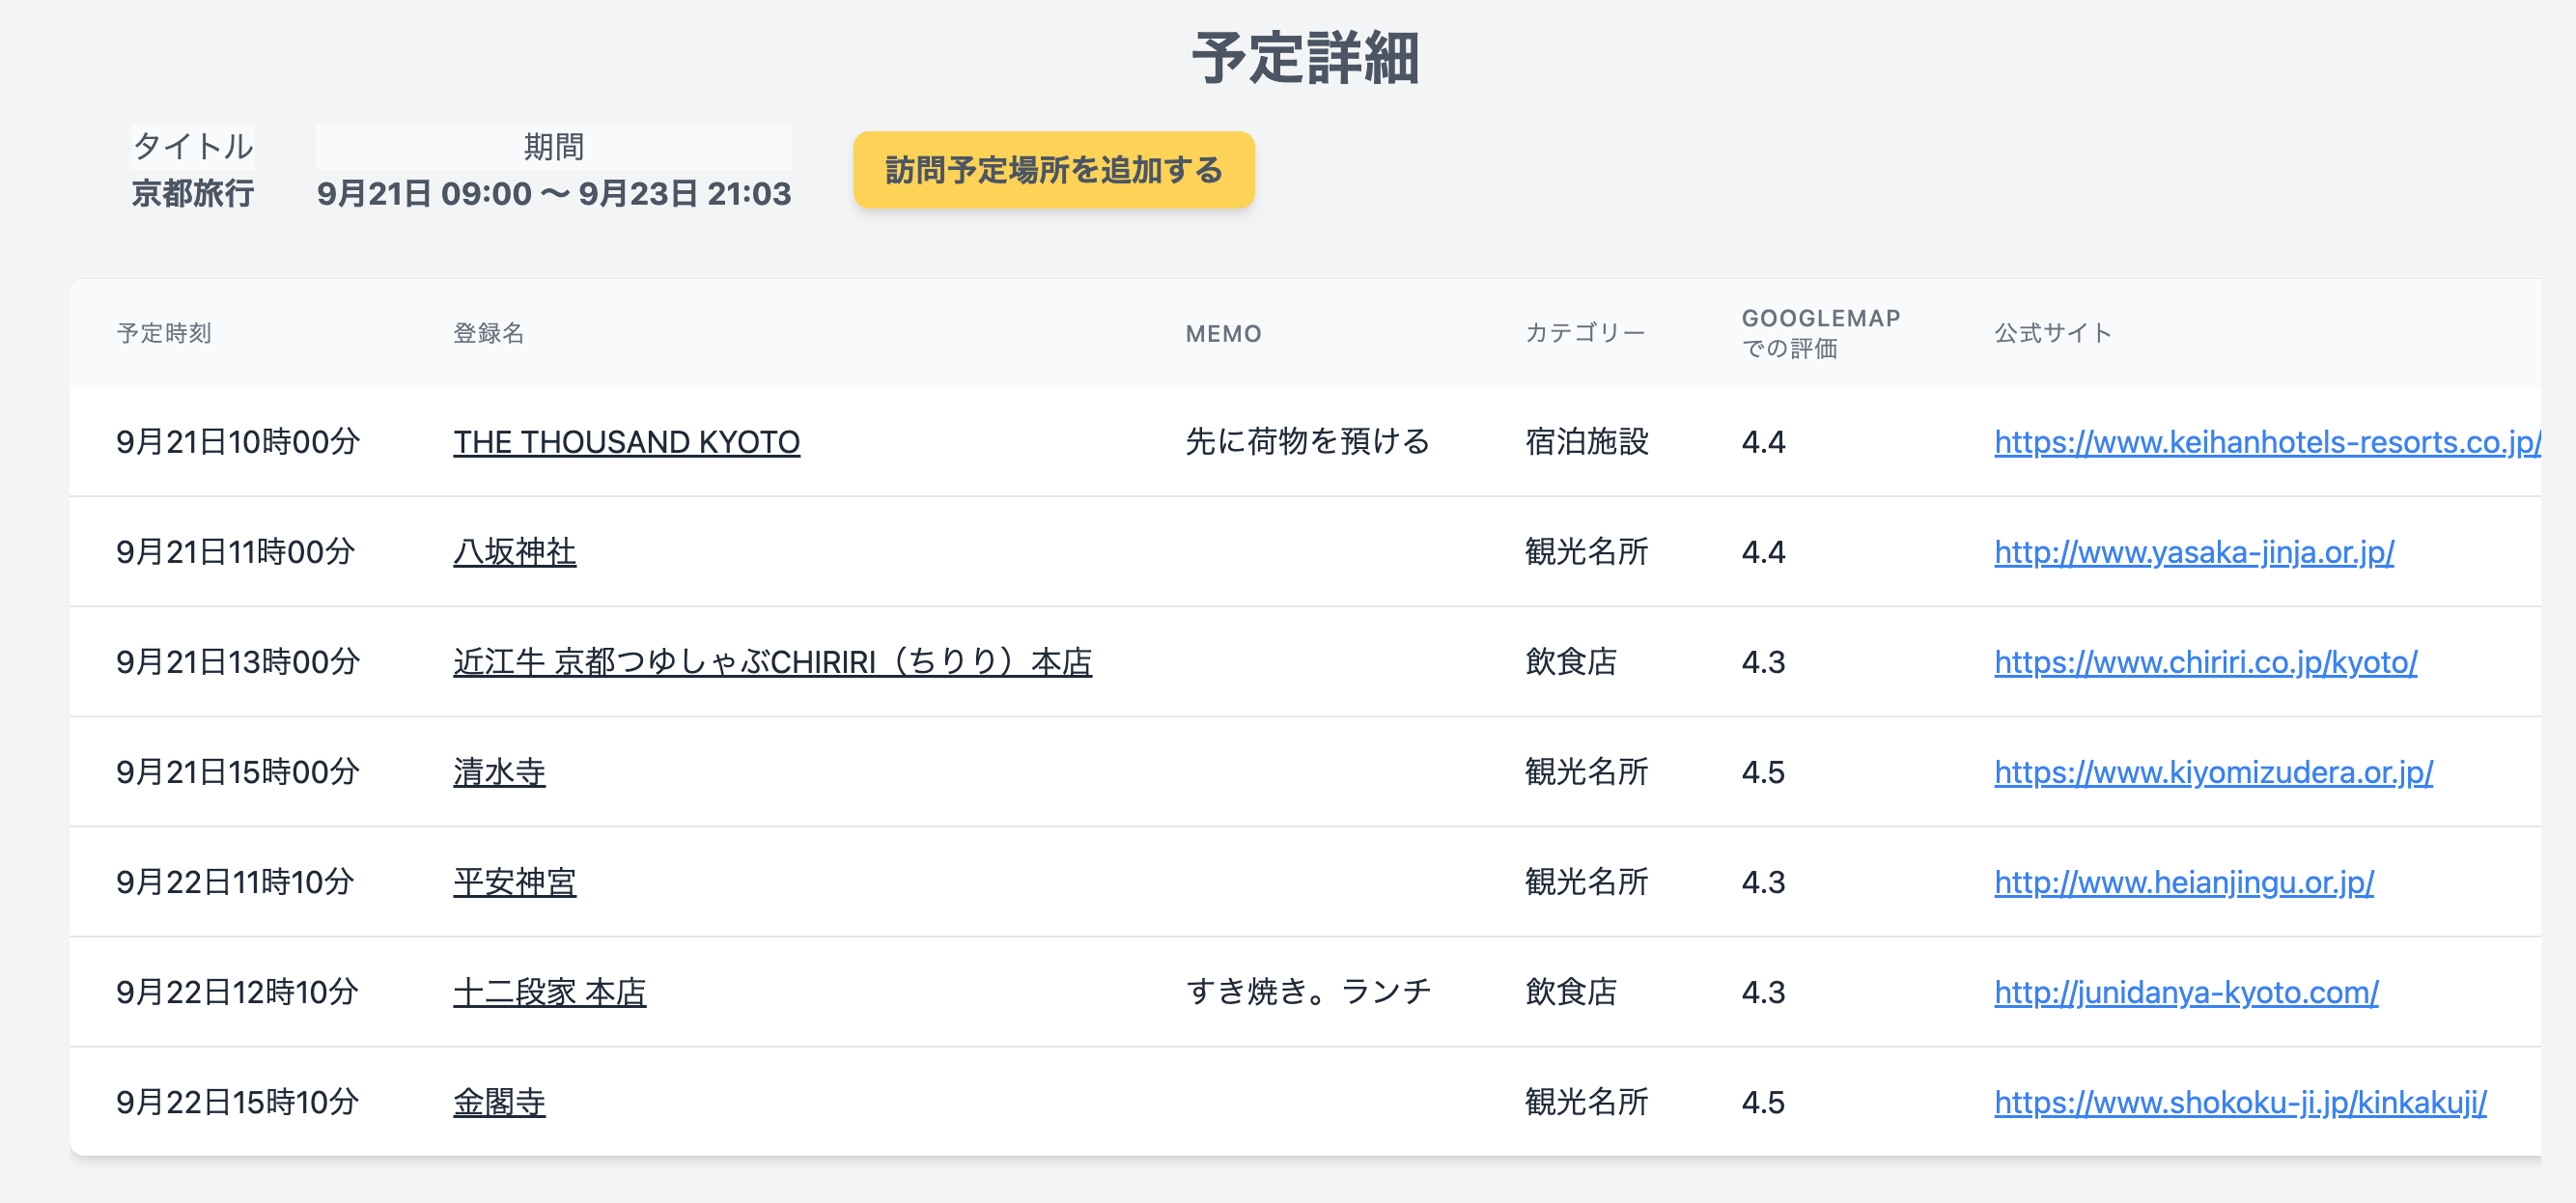 予定詳細
タイトル 期間 訪問予定場所を追加する
京都旅行 9月21日 09:00 〜 9月23日 21:03
予定時刻 登録名 MEMO カテゴリー GOOGLEMAP での評価 公式サイト
9月21日10時00分 THE THOUSAND KYOTO 先に荷物を預ける 宿泊施設 4.4 https://www.keihanhotels-resorts.co.jp/
9月21日11時00分 八坂神社 観光名所 4.4 http://www.yasaka-jinja.or.jp/
9月21日13時00分 近江牛 京都つゆしゃぶCHIRIRI（ちりり）本店 飲食店 4.3 https://www.chiriri.co.jp/kyoto/
9月21日15時00分 清水寺 観光名所 4.5 https://www.kiyomizudera.or.jp/
9月22日11時10分 平安神宮 観光名所 4.3 http://www.heianjingu.or.jp/
9月22日12時10分 十二段家 本店 すき焼き。ランチ 飲食店 4.3 http://junidanya-kyoto.com/
9月22日15時10分 金閣寺 観光名所 4.5 https://www.shokoku-ji.jp/kinkakuji/